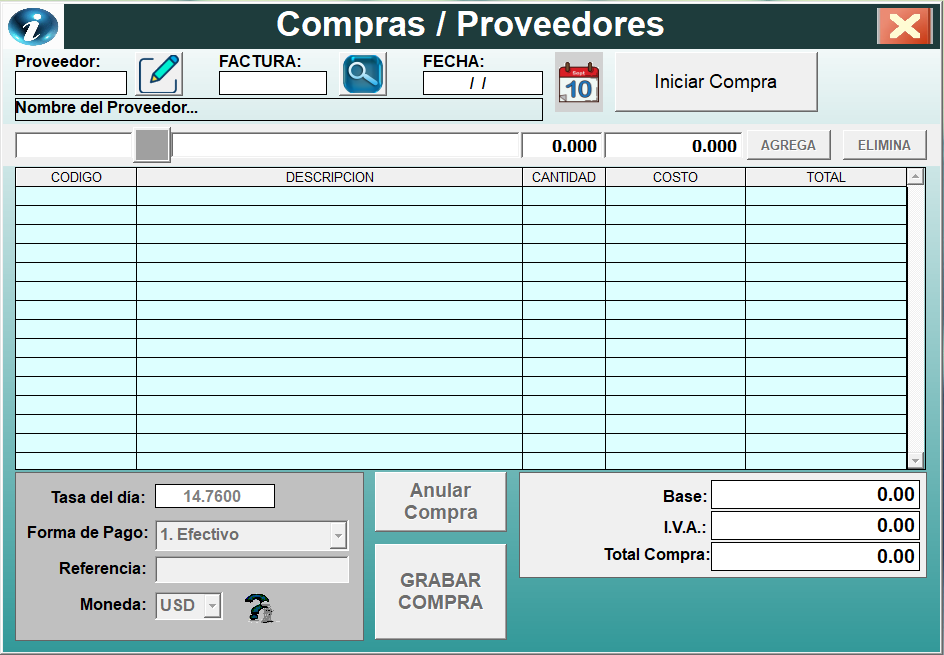 i
Compras / Proveedores
Proveedor:
FACTURA:
FECHA:
/ /
Sept
10
Iniciar Compra
Nombre del Proveedor...
0.000
0.000
AGREGA
ELIMINA
CODIGO
DESCRIPCION
CANTIDAD
COSTO
TOTAL
Tasa del día:
14.7600
Forma de Pago:
1. Efectivo
Referencia:
Moneda:
USD
Anular
Compra
GRABAR
COMPRA
Base:
0.00
I.V.A.:
0.00
Total Compra:
0.00